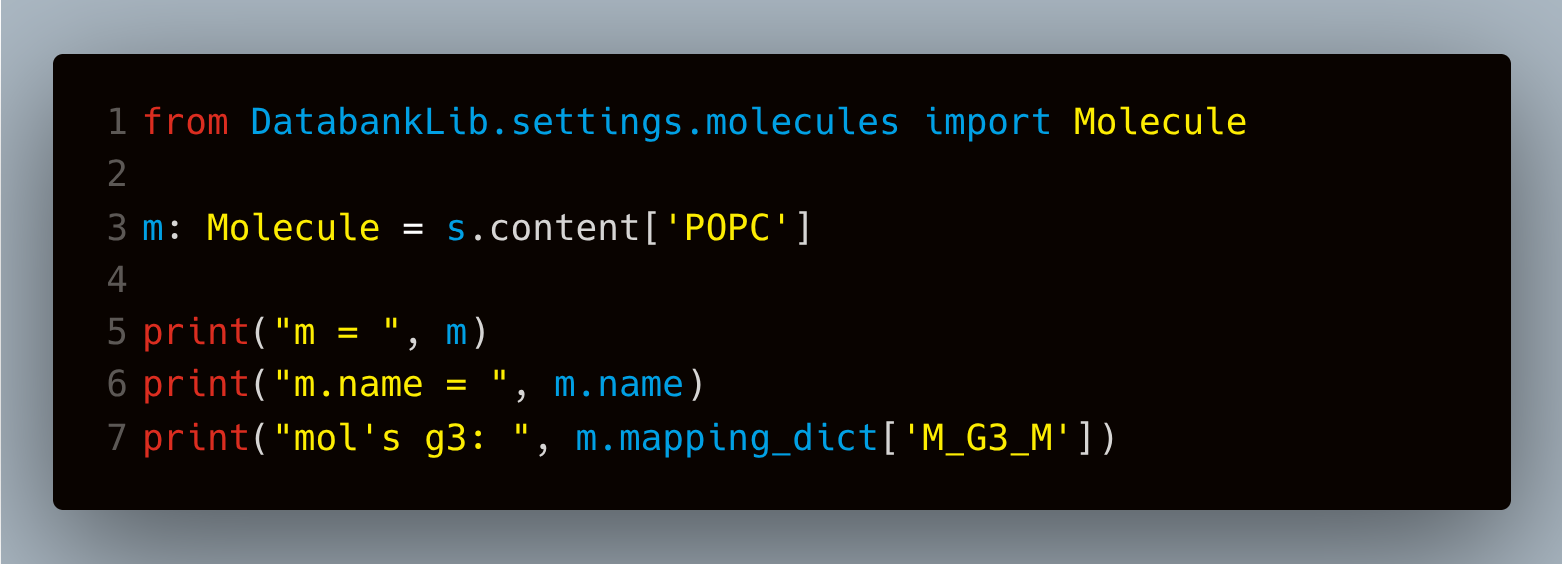 1 from DatabankLib.settings.molecules import Molecule
2
3 m: Molecule = s.content['POPC']
4
5 print("m = ", m)
6 print("m.name = ", m.name)
7 print("mol's g3: ", m.mapping_dict['M_G3_M'])